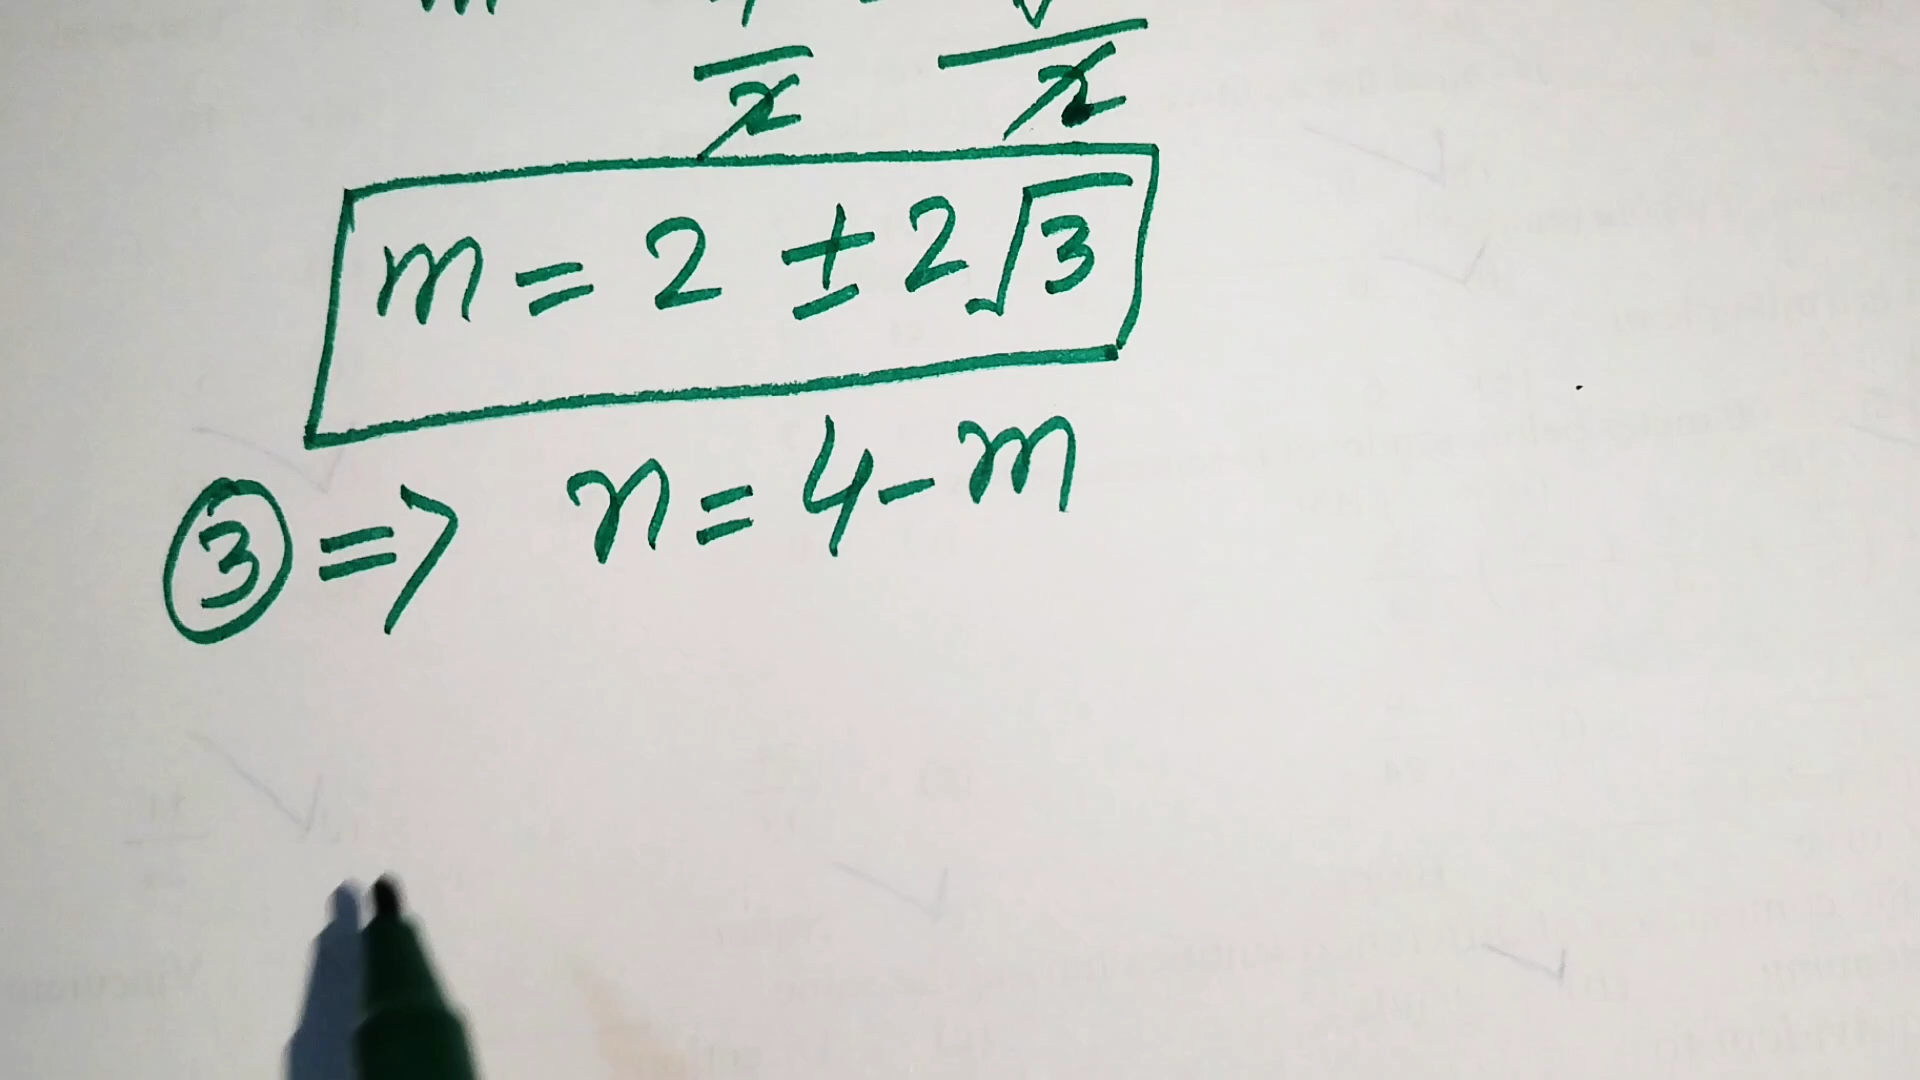 m = 2 ± 2√3
③ => n = 4 - m